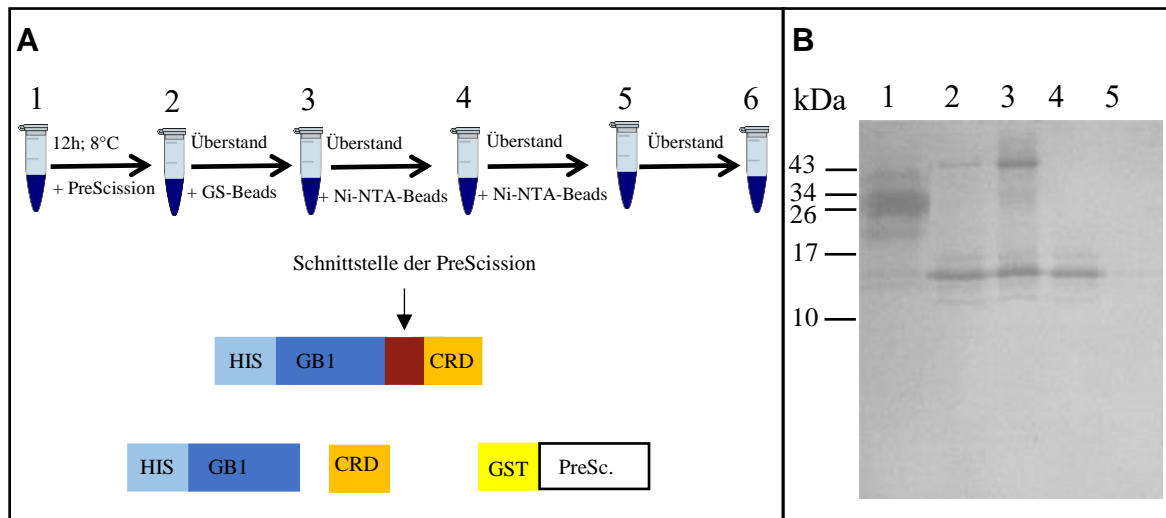 A
1 2 3 4 5 6
12h; 8°C Überstand Überstand Überstand Überstand
+ PreScission + GS-Beads + Ni-NTA-Beads + Ni-NTA-Beads
Schnittstelle der PreScission
HIS GB1 CRD
HIS GB1 CRD GST PreSc.
B
kDa 1 2 3 4 5
43
34
26
17
10